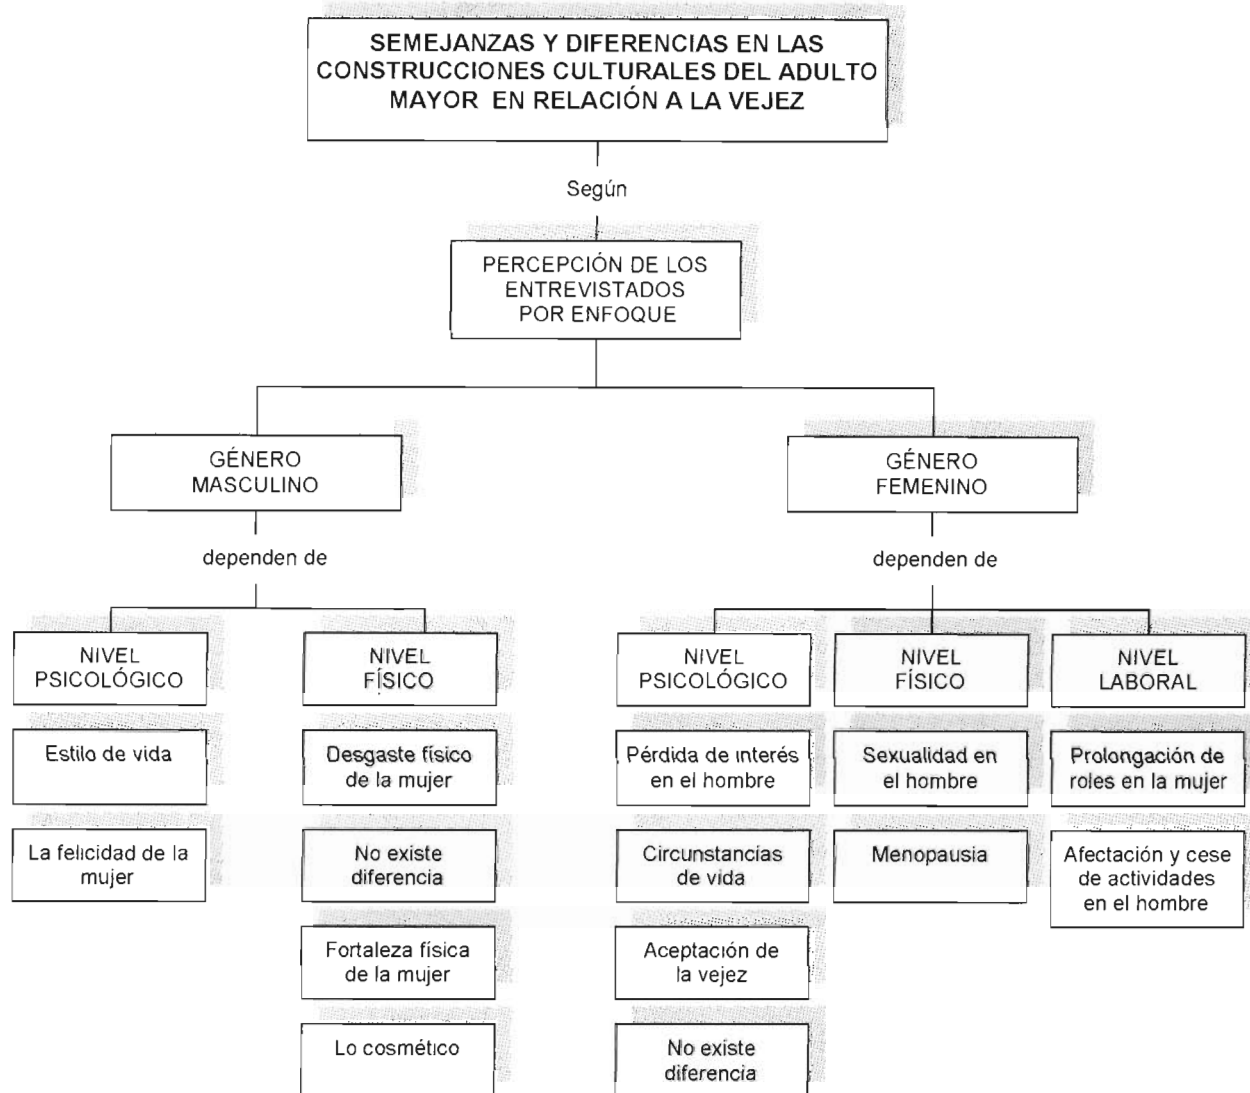 SEMEJANZAS Y DIFERENCIAS EN LAS
CONSTRUCCIONES CULTURALES DEL ADULTO
MAYOR EN RELACIÓN A LA VEJEZ
Según
PERCEPCIÓN DE LOS
ENTREVISTADOS
POR ENFOQUE
GÉNERO
MASCULINO
dependen de
NIVEL
PSICOLÓGICO
Estilo de vida
La felicidad de la
mujer
NIVEL
FÍSICO
Desgaste físico
de la mujer
No existe
diferencia
Fortaleza física
de la mujer
Lo cosmético
GÉNERO
FEMENINO
dependen de
NIVEL
PSICOLÓGICO
Pérdida de interés
en el hombre
Circunstancias
de vida
Aceptación de
la vejez
No existe
diferencia
NIVEL
FÍSICO
Sexualidad en
el hombre
Menopausia
NIVEL
LABORAL
Prolongación de
roles en la mujer
Afectación y cese
de actividades
en el hombre